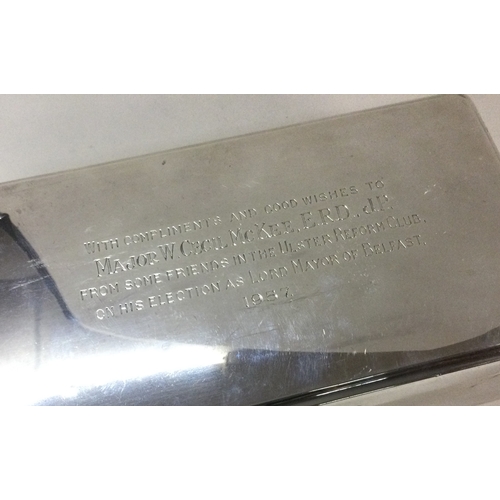 WITH COMPLIMENTS AND GOOD WISHES TO
MAJOR W. CECIL MCKEE, E.R.D., J.P.
FROM SOME FRIENDS IN THE ULSTER REFORM CLUB,
ON HIS ELECTION AS LORD MAYOR OF BELFAST,
1957